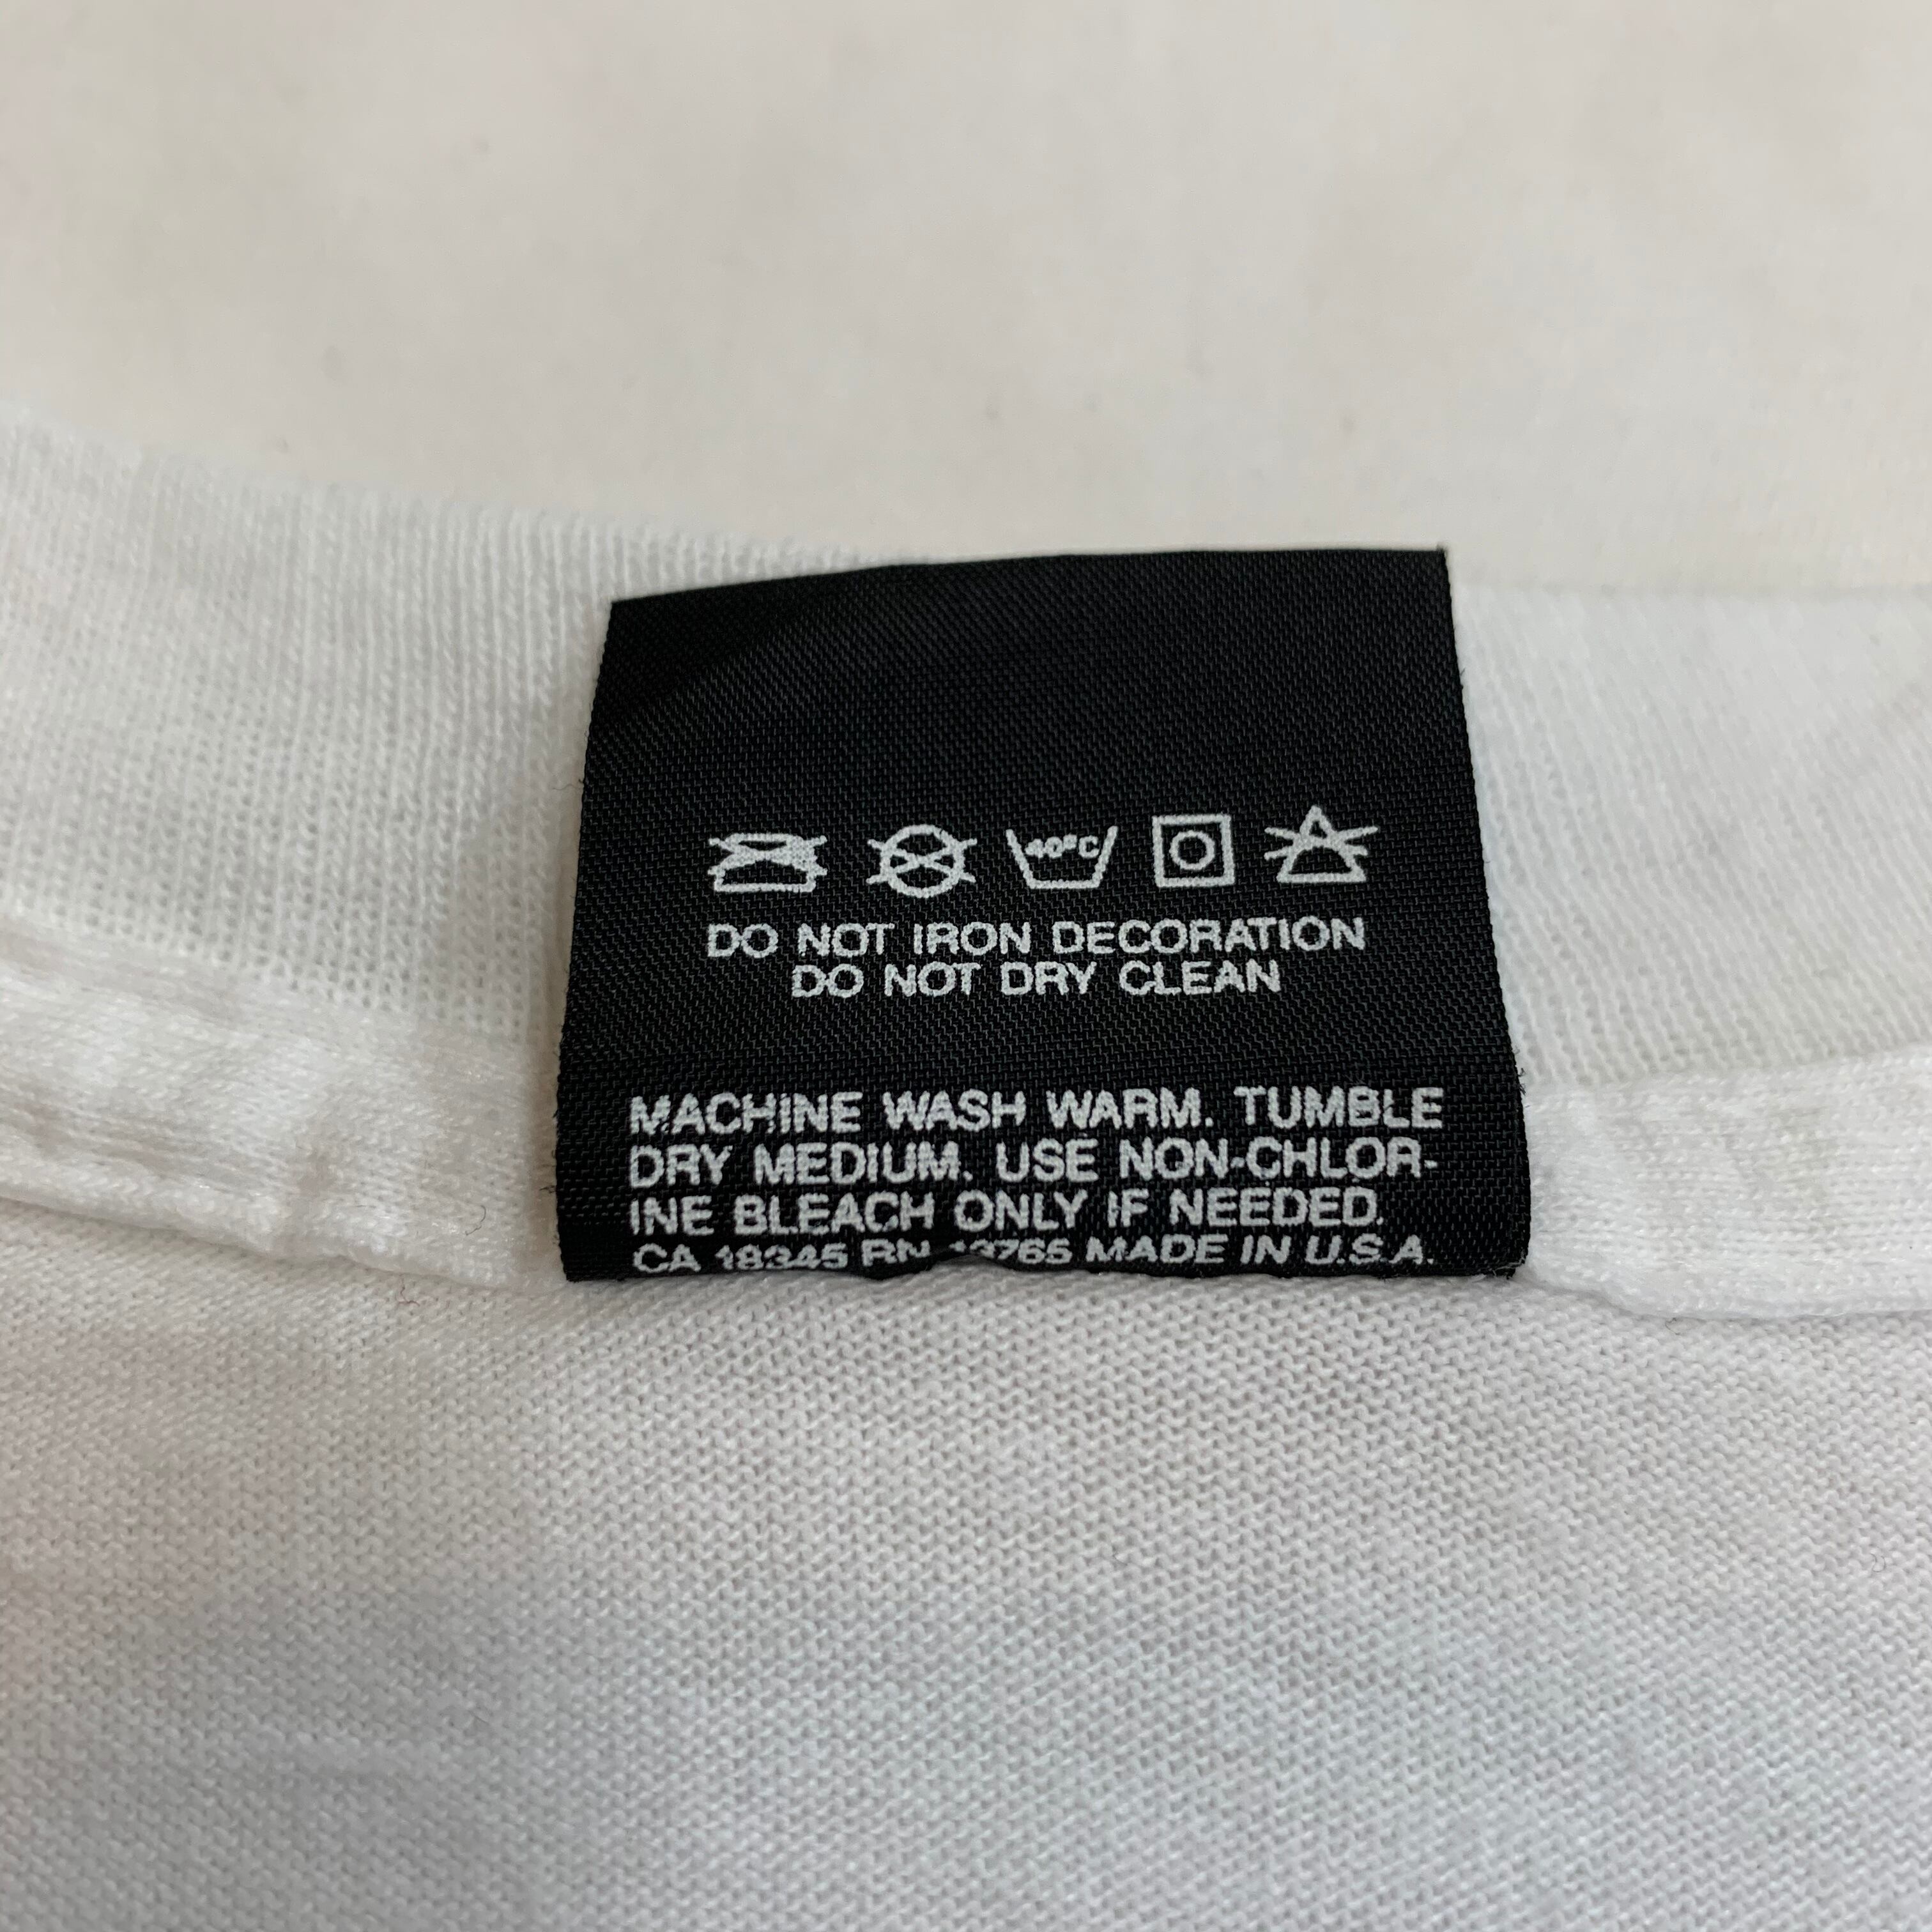 40°C
DO NOT IRON DECORATION
DO NOT DRY CLEAN
MACHINE WASH WARM. TUMBLE
DRY MEDIUM. USE NON-CHLOR-
INE BLEACH ONLY IF NEEDED.
CA 18345 RN 13765 MADE IN U.S.A.